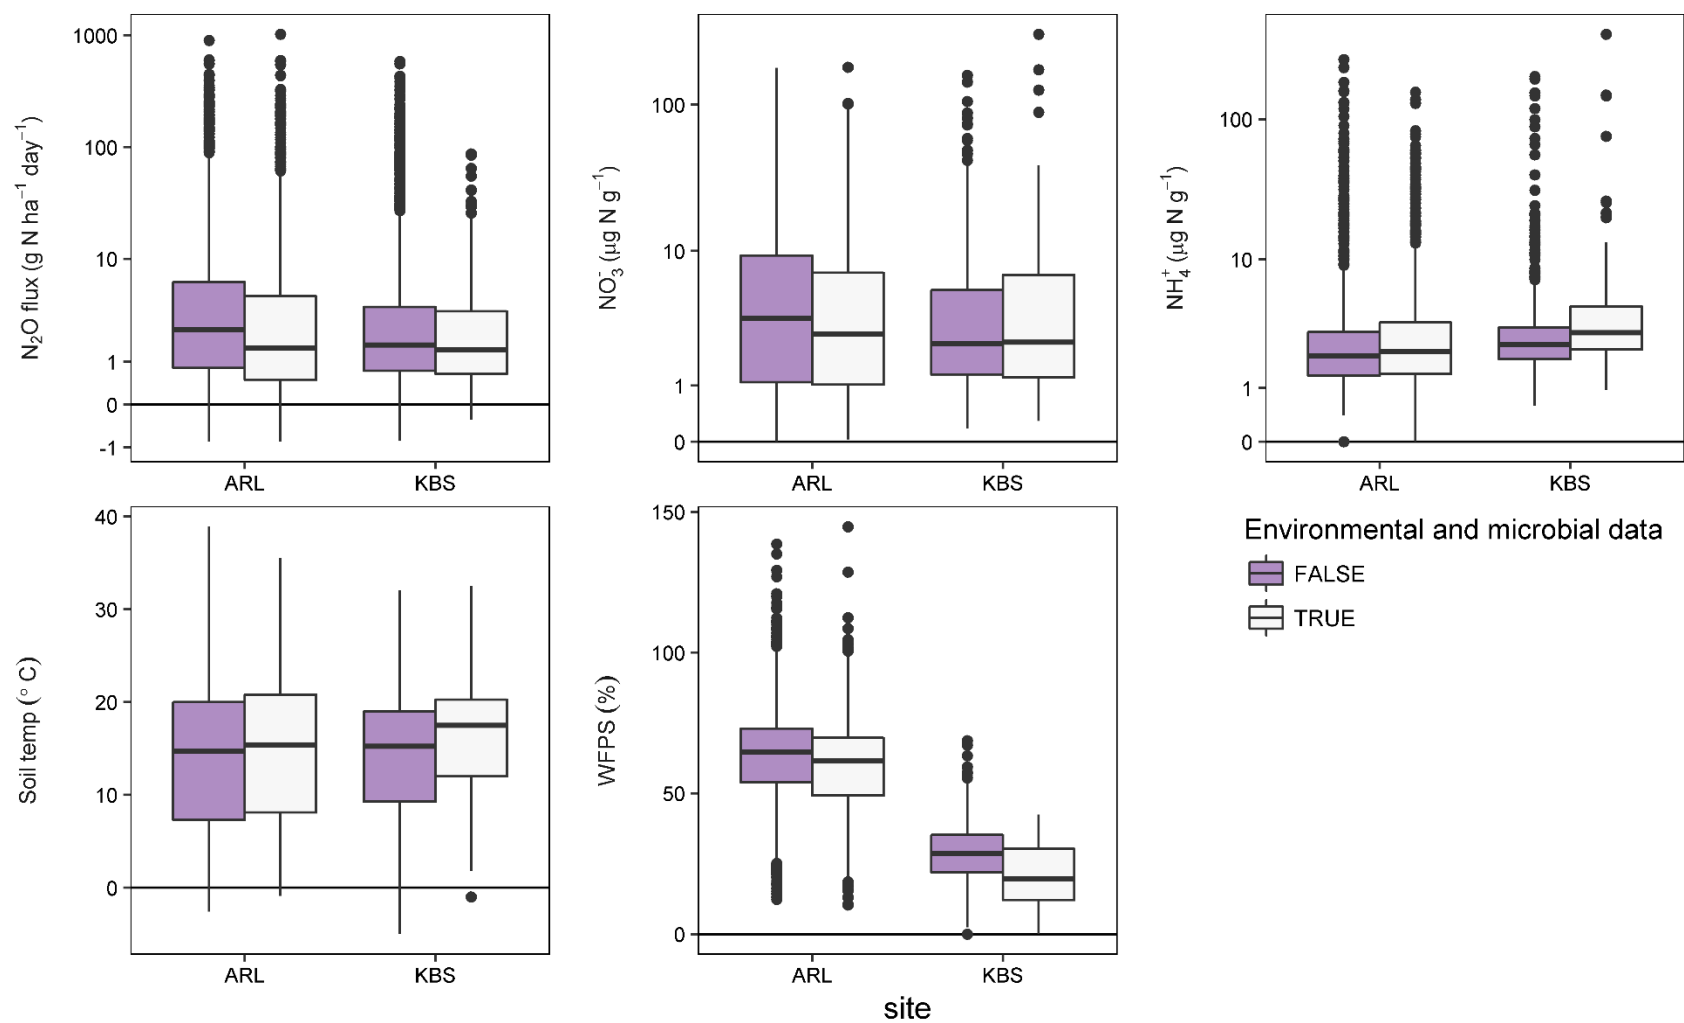 N₂O flux (g N ha⁻¹ day⁻¹)
1000
100
10
1
0
-1
ARL KBS
NO₃⁻ (µg N g⁻¹)
100
10
1
0
ARL KBS
NH₄⁺ (µg N g⁻¹)
100
10
1
0
ARL KBS
Soil temp (° C)
40
30
20
10
0
ARL KBS
WFPS (%)
150
100
50
0
ARL KBS
Environmental and microbial data
FALSE
TRUE
site